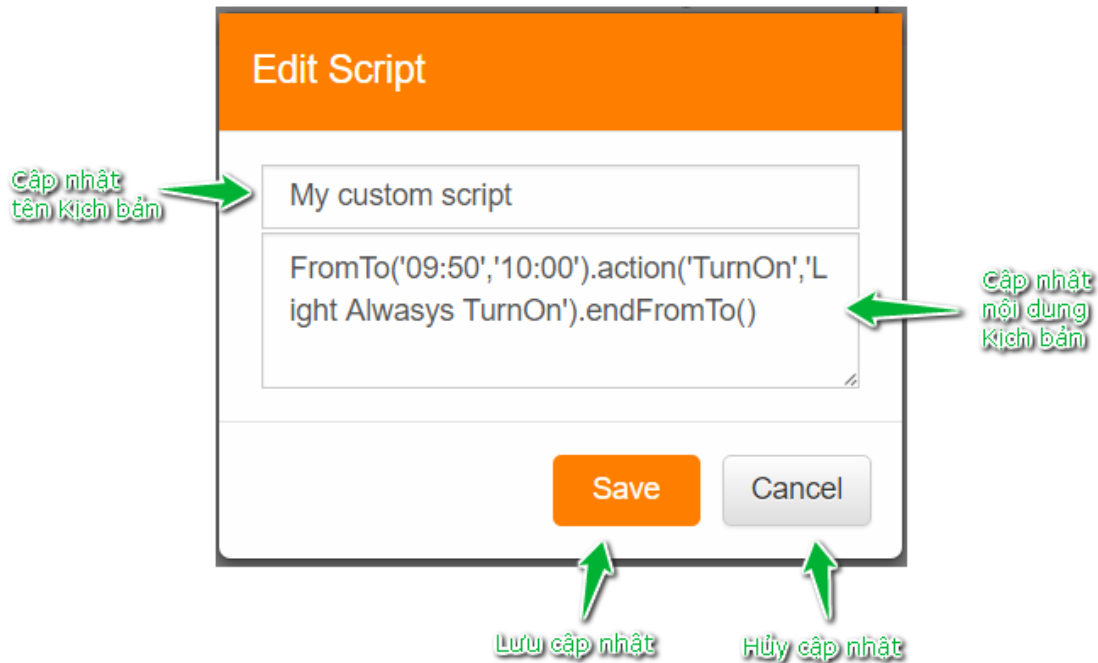 Edit Script
Cập nhật
tên Kịch bản
My custom script
FromTo('09:50','10:00').action('TurnOn','L
ight Alwasys TurnOn').endFromTo()
Cập nhật
nội dung
Kịch bản
Save
Cancel
Lưu cập nhật
Hủy cập nhật